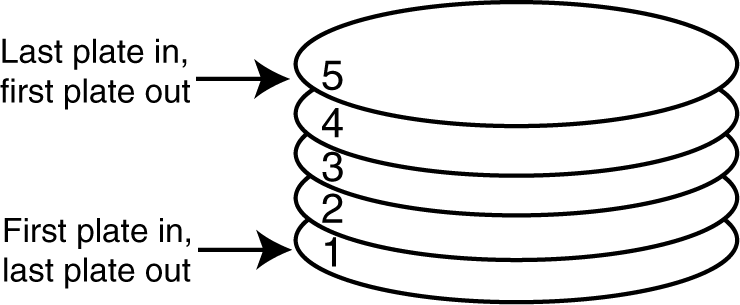 Last plate in,
first plate out
5
4
3
2
First plate in,
last plate out
1